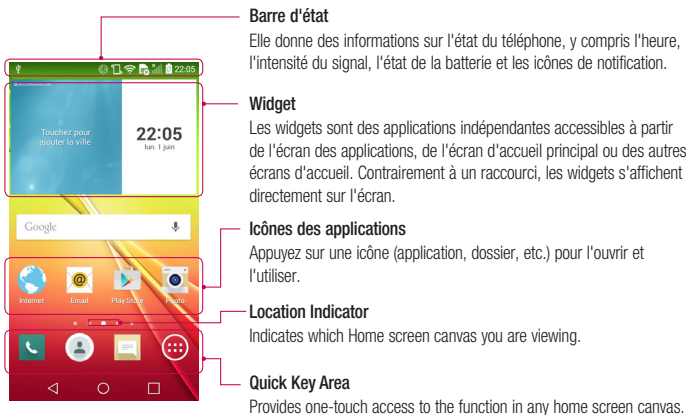 Barre d'état
Elle donne des informations sur l'état du téléphone, y compris l'heure,
l'intensité du signal, l'état de la batterie et les icônes de notification.
22:05
Touchez pour
ajouter la ville
22:05
lun. 1 juin
Widget
Les widgets sont des applications indépendantes accessibles à partir
de l'écran des applications, de l'écran d'accueil principal ou des autres
écrans d'accueil. Contrairement à un raccourci, les widgets s'affichent
directement sur l'écran.
Google
Icônes des applications
Appuyez sur une icône (application, dossier, etc.) pour l'ouvrir et
l'utiliser.
Internet
Email
Play Store
Photo
Location Indicator
Indicates which Home screen canvas you are viewing.
Quick Key Area
Provides one-touch access to the function in any home screen canvas.